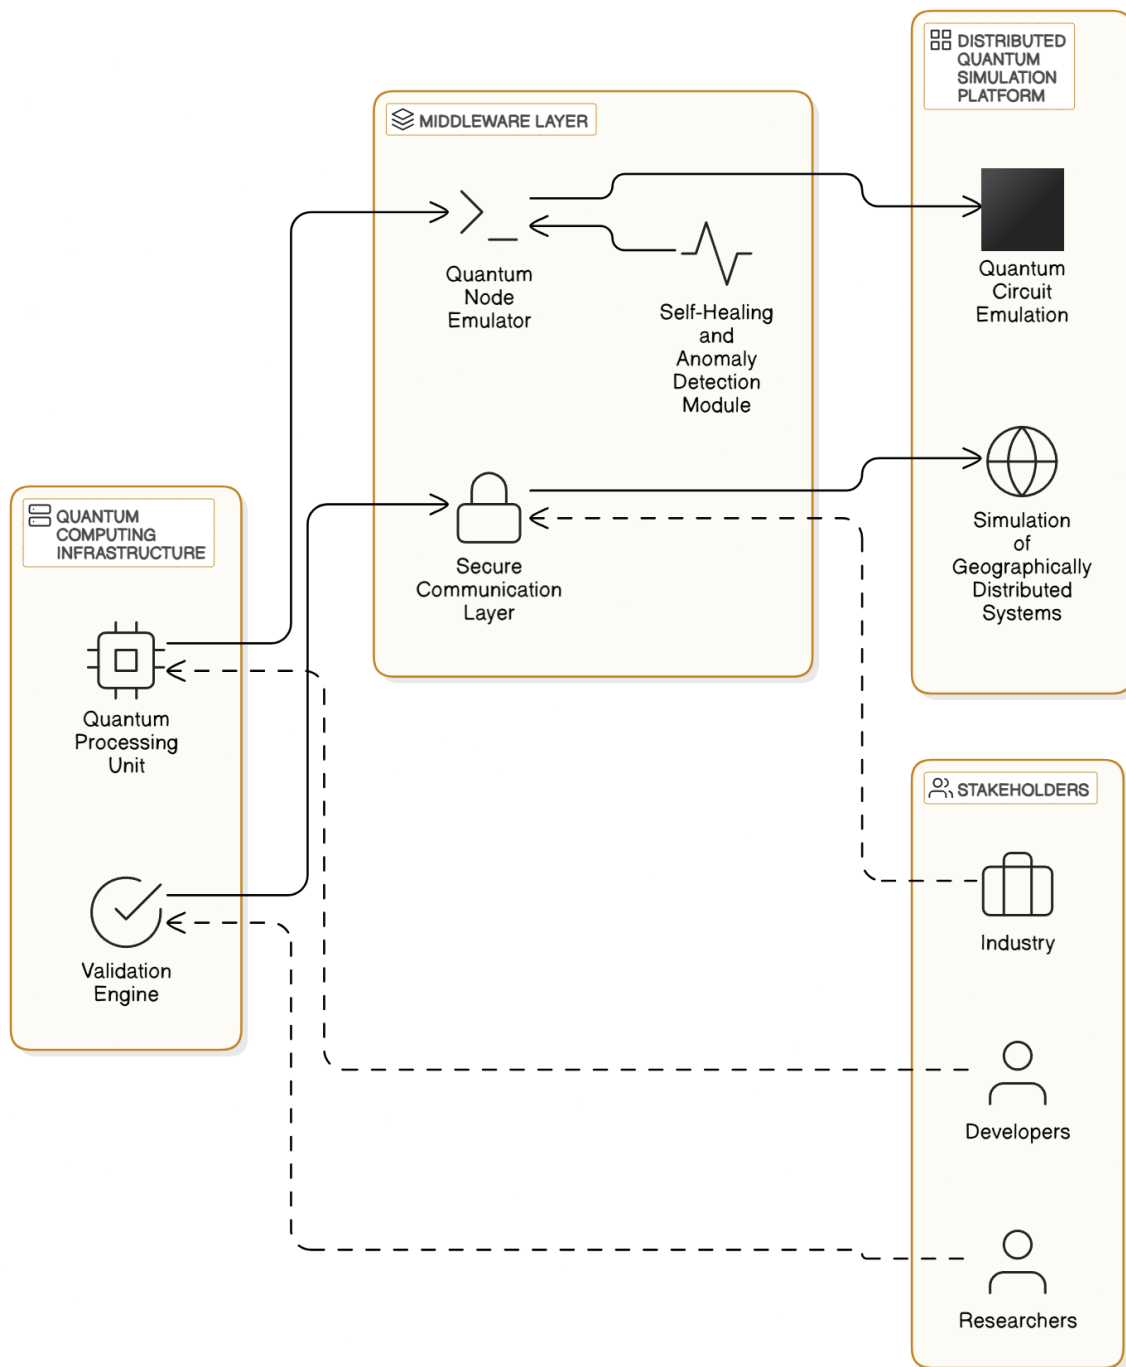 DISTRIBUTED
QUANTUM
SIMULATION
PLATFORM
MIDDLEWARE LAYER
Quantum
Node
Emulator
Self-Healing
and
Anomaly
Detection
Module
Quantum
Circuit
Emulation
QUANTUM
COMPUTING
INFRASTRUCTURE
Secure
Communication
Layer
Simulation
of
Geographically
Distributed
Systems
Quantum
Processing
Unit
STAKEHOLDERS
Validation
Engine
Industry
Developers
Researchers